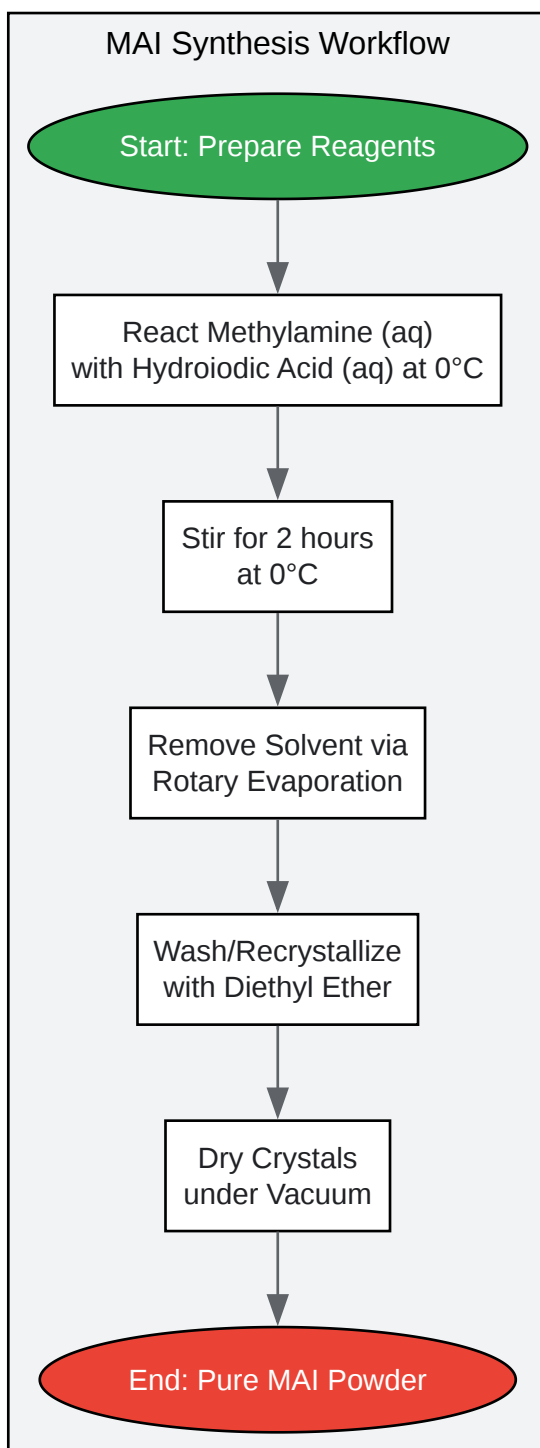 MAI Synthesis Workflow
Start: Prepare Reagents
React Methylamine (aq)
with Hydroiodic Acid (aq) at 0°C
Stir for 2 hours
at 0°C
Remove Solvent via
Rotary Evaporation
Wash/Recrystallize
with Diethyl Ether
Dry Crystals
under Vacuum
End: Pure MAI Powder